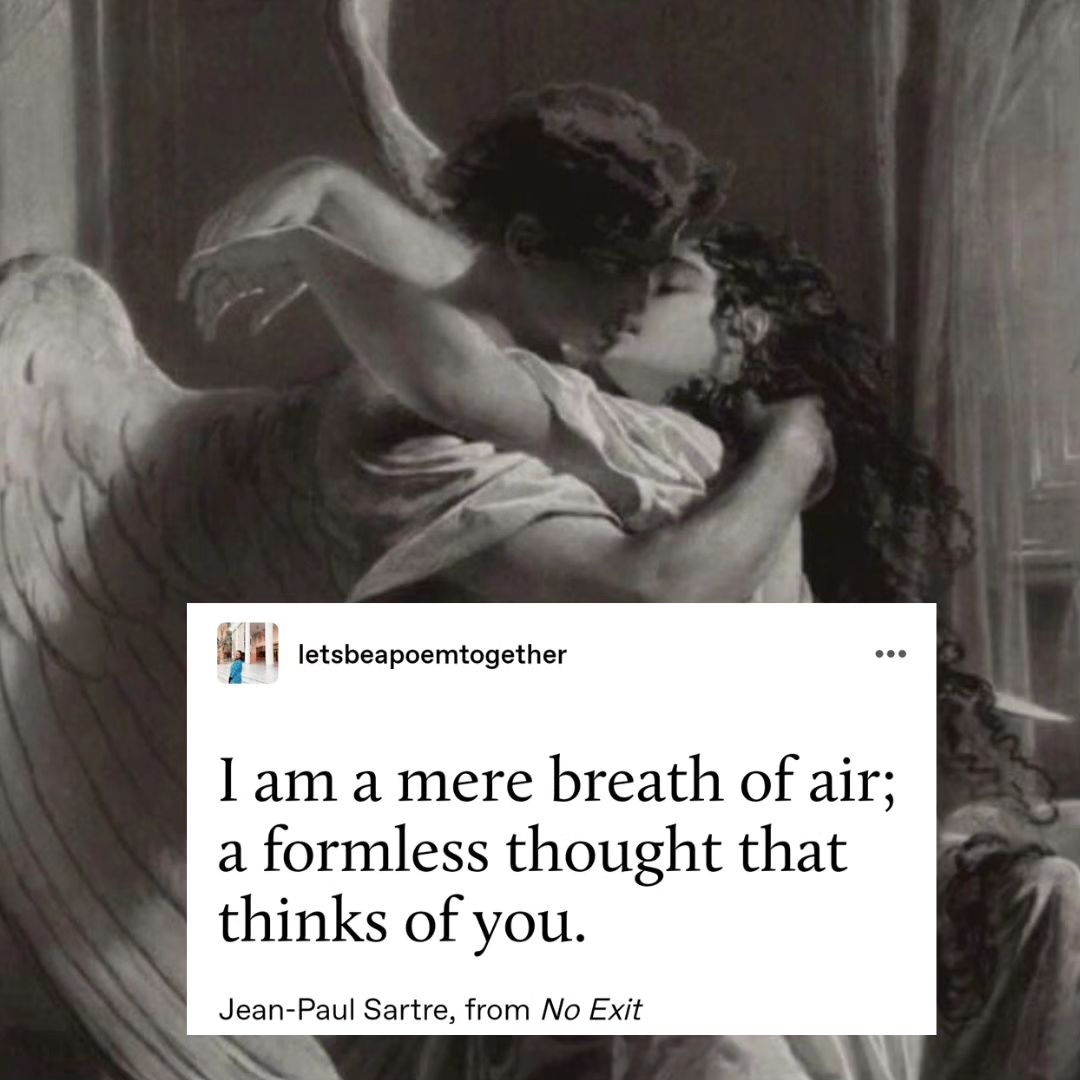 letsbeapoemtogether
I am a mere breath of air;
a formless thought that
thinks of you.
Jean-Paul Sartre, from No Exit